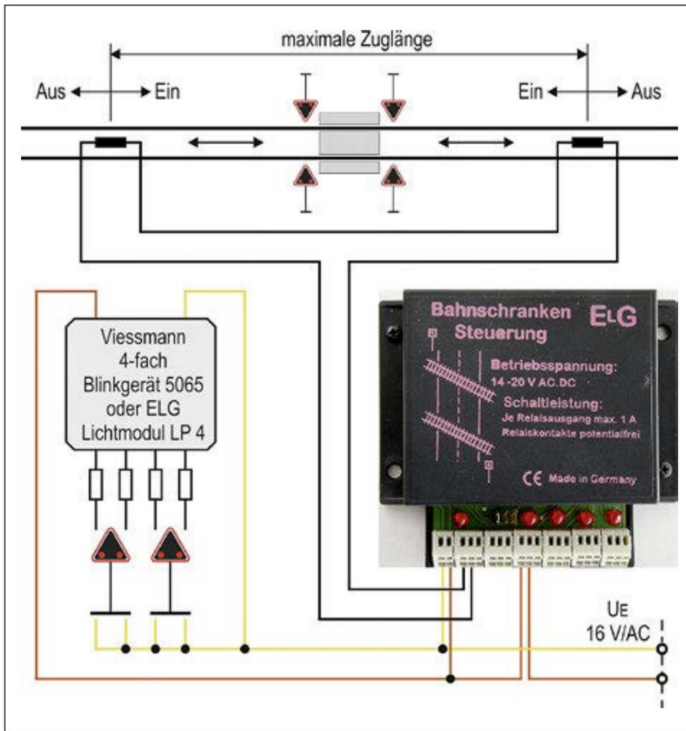 maximale Zuglänge
Aus
Ein
Ein
Aus
Viessmann
4-fach
Blinkgerät 5065
oder ELG
Lichtmodul LP 4
Bahnschranken ELG
Steuerung
Betriebsspannung:
14-20 V AC.DC
Schaltleistung:
Je Relaisausgang max. 1 A
Relaiskontakte potentialfrei
CE Made in Germany
UE
16 V/AC